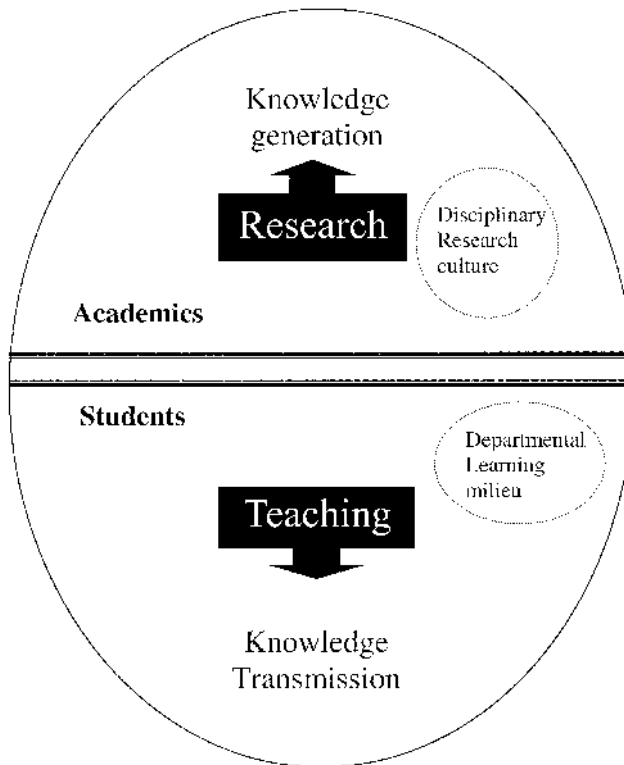 Knowledge
generation
Research
Disciplinary
Research
culture
Academics
Students
Departmental
Learning
milieu
Teaching
Knowledge
Transmission